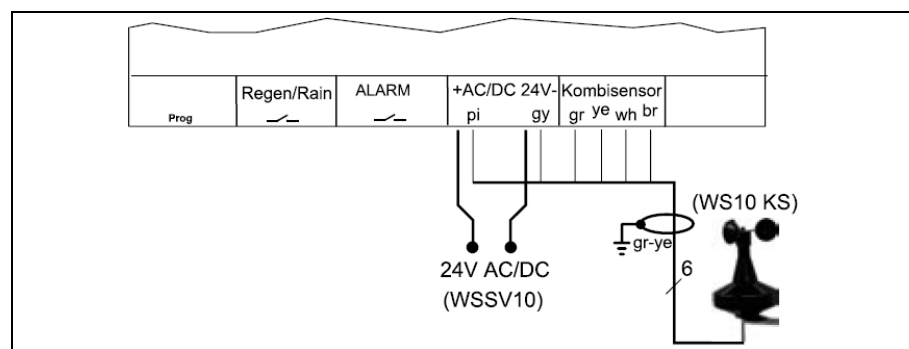 Regen/Rain ALARM +AC/DC 24V- Kombisensor
Prog pi gy gr ye wh br
(WS10 KS)
gr-ye
24V AC/DC 6
(WSSV10)